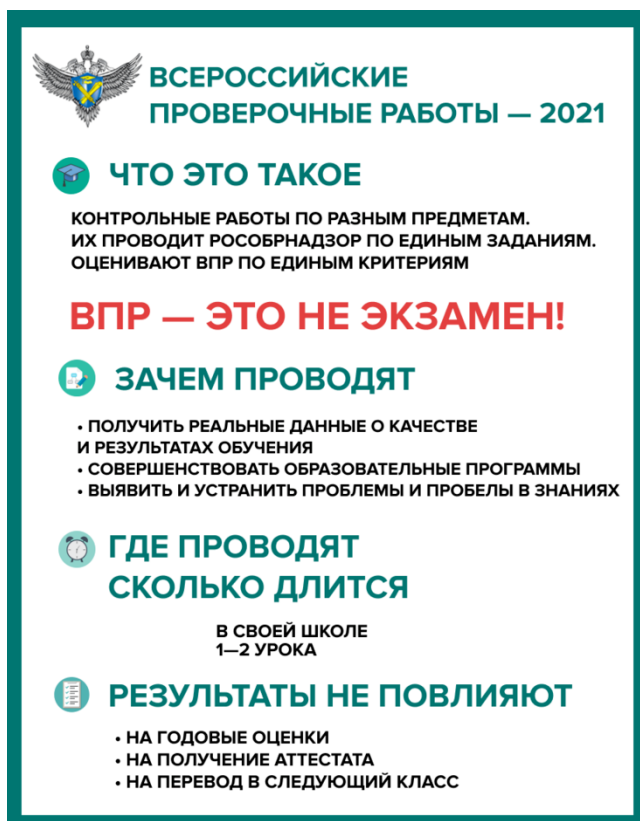 ВСЕРОССИЙСКИЕ
ПРОВЕРОЧНЫЕ РАБОТЫ — 2021
ЧТО ЭТО ТАКОЕ
КОНТРОЛЬНЫЕ РАБОТЫ ПО РАЗНЫМ ПРЕДМЕТАМ.
ИХ ПРОВОДИТ РОСОБРНАДЗОР ПО ЕДИНЫМ ЗАДАНИЯМ.
ОЦЕНИВАЮТ ВПР ПО ЕДИНЫМ КРИТЕРИЯМ
ВПР — ЭТО НЕ ЭКЗАМЕН!
ЗАЧЕМ ПРОВОДЯТ
• ПОЛУЧИТЬ РЕАЛЬНЫЕ ДАННЫЕ О КАЧЕСТВЕ
И РЕЗУЛЬТАТАХ ОБУЧЕНИЯ
• СОВЕРШЕНСТВОВАТЬ ОБРАЗОВАТЕЛЬНЫЕ ПРОГРАММЫ
• ВЫЯВИТЬ И УСТРАНИТЬ ПРОБЛЕМЫ И ПРОБЕЛЫ В ЗНАНИЯХ
ГДЕ ПРОВОДЯТ
СКОЛЬКО ДЛИТСЯ
В СВОЕЙ ШКОЛЕ
1—2 УРОКА
РЕЗУЛЬТАТЫ НЕ ПОВЛИЯЮТ
• НА ГОДОВЫЕ ОЦЕНКИ
• НА ПОЛУЧЕНИЕ АТТЕСТАТА
• НА ПЕРЕВОД В СЛЕДУЮЩИЙ КЛАСС